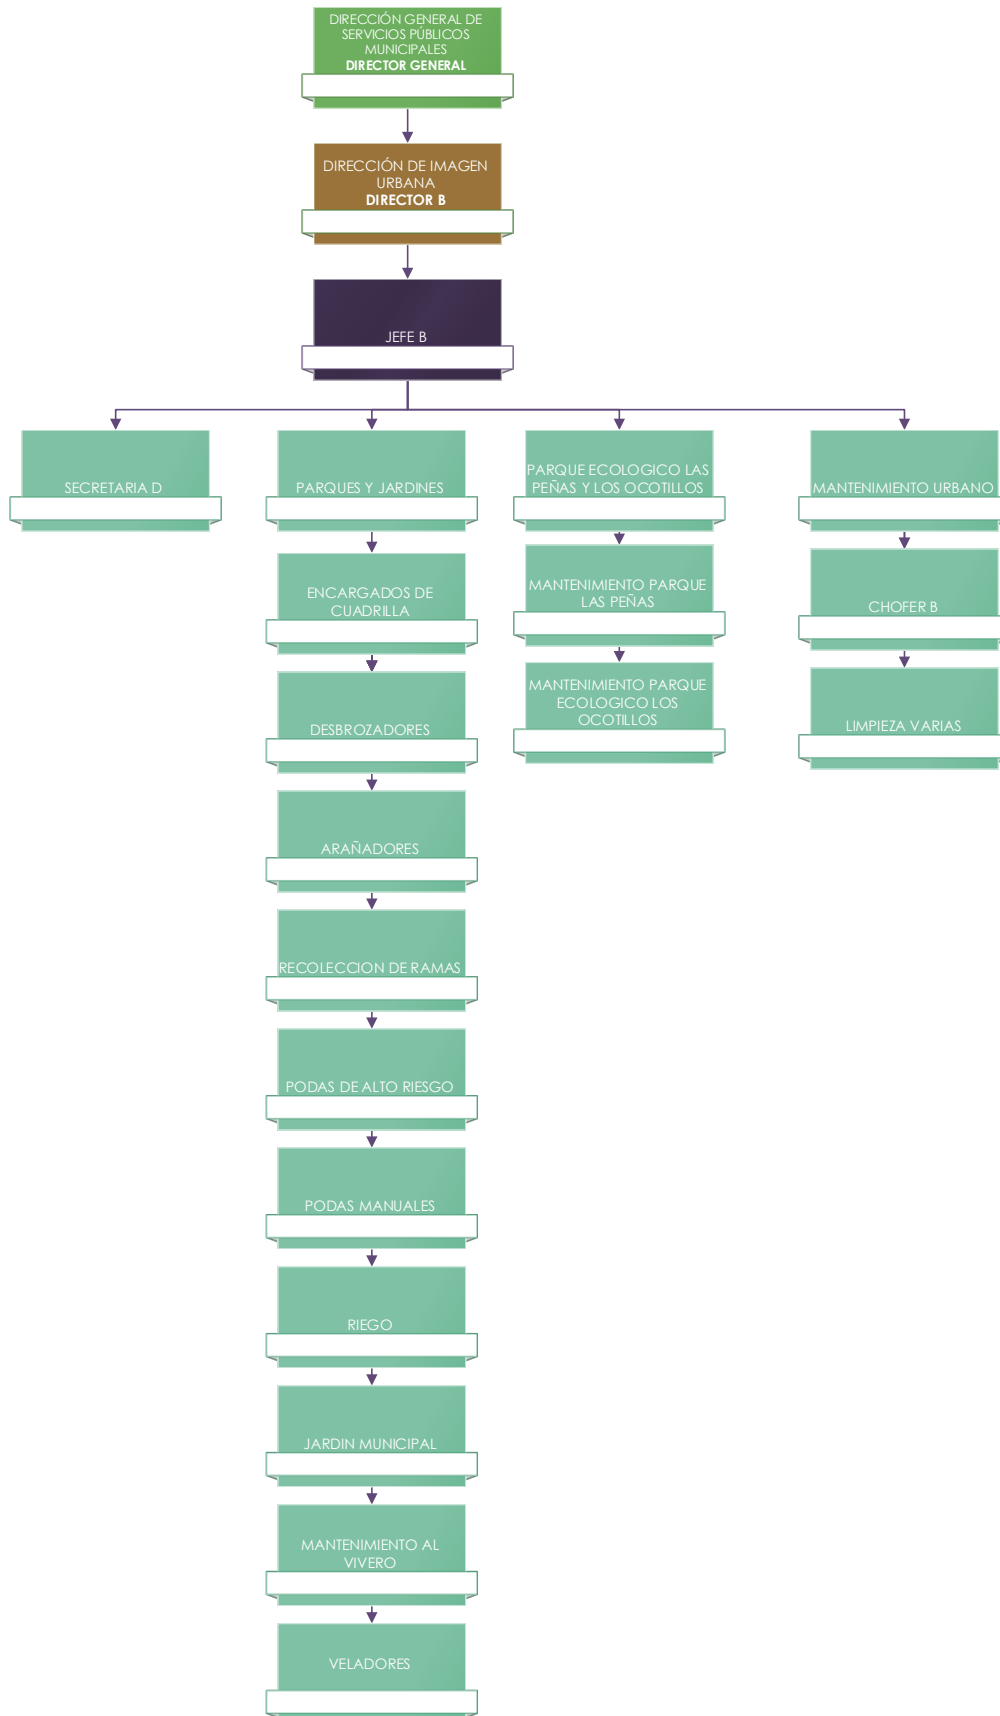 DIRECCIÓN GENERAL DE
SERVICIOS PÚBLICOS
MUNICIPALES
DIRECTOR GENERAL
DIRECCIÓN DE IMAGEN
URBANA
DIRECTOR B
JEFE B
SECRETARIA D
PARQUES Y JARDINES
PARQUE ECOLOGICO LAS
PEÑAS Y LOS OCOTILLOS
MANTENIMIENTO URBANO
ENCARGADOS DE
CUADRILLA
MANTENIMIENTO PARQUE
LAS PEÑAS
CHOFER B
DESBROZADORES
MANTENIMIENTO PARQUE
ECOLOGICO LOS
OCOTILLOS
LIMPIEZA VARIAS
ARAÑADORES
RECOLECCION DE RAMAS
PODAS DE ALTO RIESGO
PODAS MANUALES
RIEGO
JARDIN MUNICIPAL
MANTENIMIENTO AL
VIVERO
VELADORES